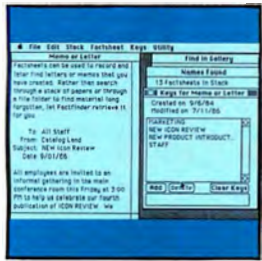 File Edit Stack Factsheet Keys Utility
Memo or Letter
Factsheets can be used to record and
later find letters or memos that you
have created. Rather than search
through a stack of papers or through
a file folder to find material long
forgotten, let Factfinder retrieve it
for you.
To: All Staff
From: Catalog Land
Subject: NEW Icon Review
Date: 9/01/86
All employees are invited to an
informal gathering in the main
conference room this Friday at 3:00
PM to help us celebrate our fourth
publication of ICON REVIEW. We
Find in Gallery
Names Found
13 Factsheets in Stack
Keys for Memo or Letter
Created on 9/6/84
Modified on 7/11/86
MARKETING
NEW ICON REVIEW
NEW PRODUCT INTRODUCT.
STAFF
Add Delete Clear Keys